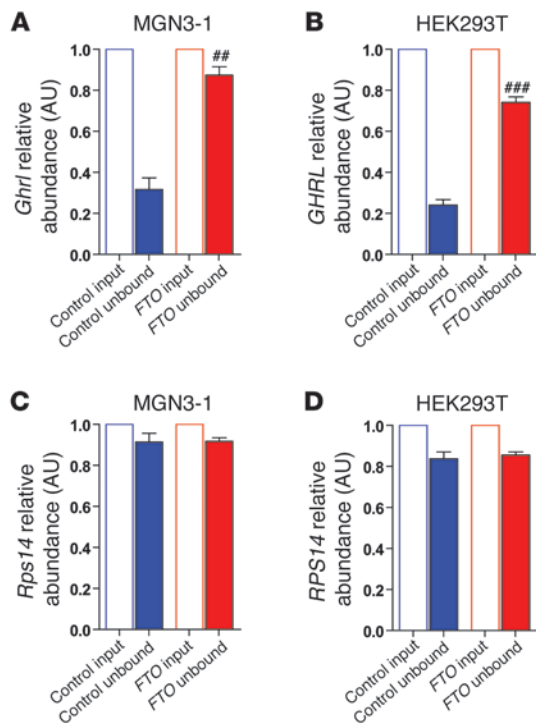 A
MGN3-1
Ghrl relative
abundance (AU)
1.0
0.8
0.6
0.4
0.2
0.0
##
Control input
Control unbound
FTO input
FTO unbound
B
HEK293T
GHRL relative
abundance (AU)
1.0
0.8
0.6
0.4
0.2
0.0
###
Control input
Control unbound
FTO input
FTO unbound
C
MGN3-1
Rps14 relative
abundance (AU)
1.0
0.8
0.6
0.4
0.2
0.0
Control input
Control unbound
FTO input
FTO unbound
D
HEK293T
RPS14 relative
abundance (AU)
1.0
0.8
0.6
0.4
0.2
0.0
Control input
Control unbound
FTO input
FTO unbound